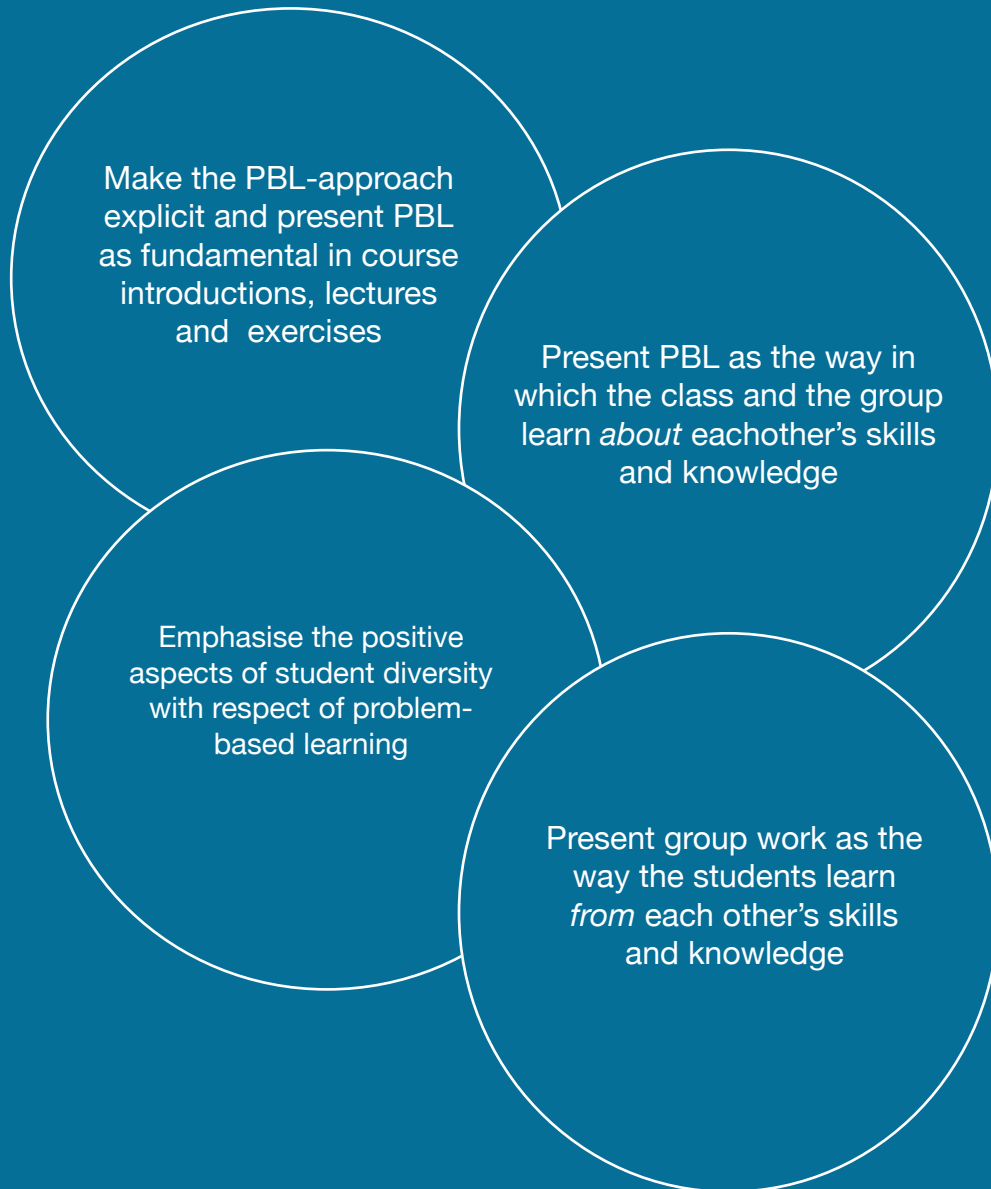 Make the PBL-approach
explicit and present PBL
as fundamental in course
introductions, lectures
and  exercises
Present PBL as the way in
which the class and the group
learn about eachother’s skills
and knowledge
Emphasise the positive
aspects of student diversity
with respect of problem-
based learning
Present group work as the
way the students learn
from each other’s skills
and knowledge